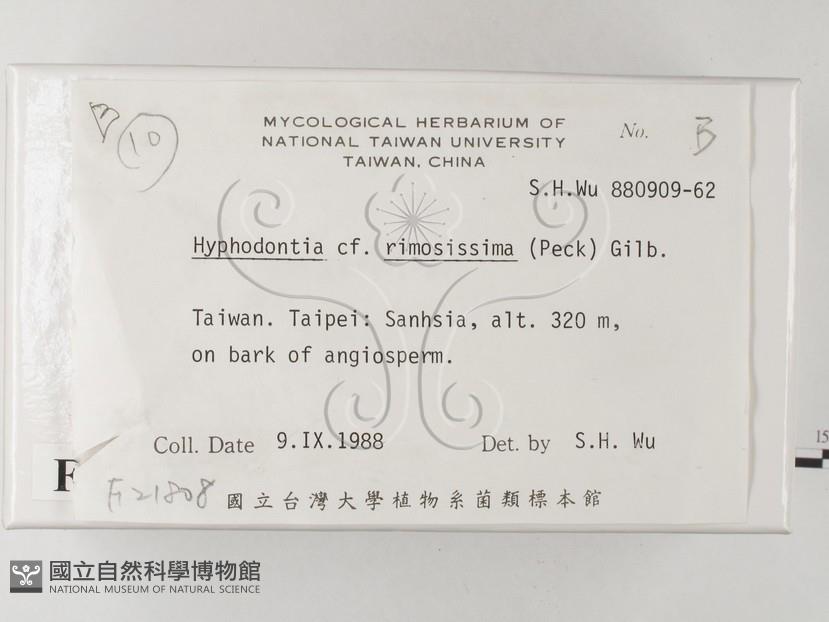 10
MYCOLOGICAL HERBARIUM OF
NATIONAL TAIWAN UNIVERSITY
TAIWAN, CHINA
No. B
S.H.Wu 880909-62
Hyphodontia cf. rimosissima (Peck) Gilb.
Taiwan. Taipei: Sanhsia, alt. 320 m,
on bark of angiosperm.
Coll. Date 9.IX.1988
Det. by S.H. Wu
F
F21808
國立台灣大學植物系菌類標本館
15
國立自然科學博物館
NATIONAL MUSEUM OF NATURAL SCIENCE